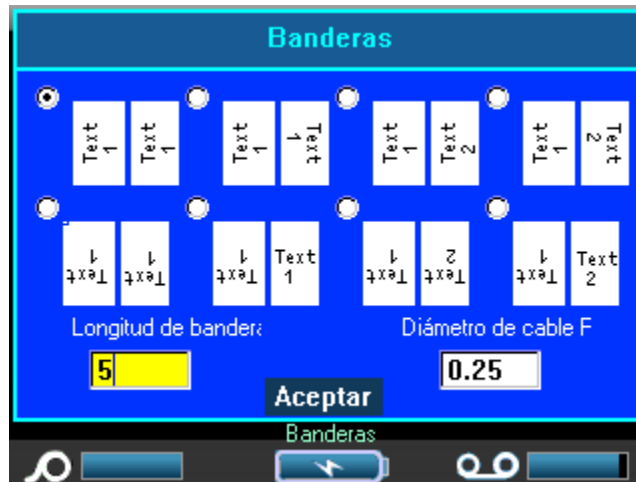 Banderas
Text 1 Text 1 Text 1 Text 1 Text 1 Text 2 Text 1 Text 2
Text 1 Text 1 Text 1 Text 1 Text 1 Text 2 Text 1 Text 2
Longitud de bandera Diámetro de cable F
5 0.25
Aceptar
Banderas